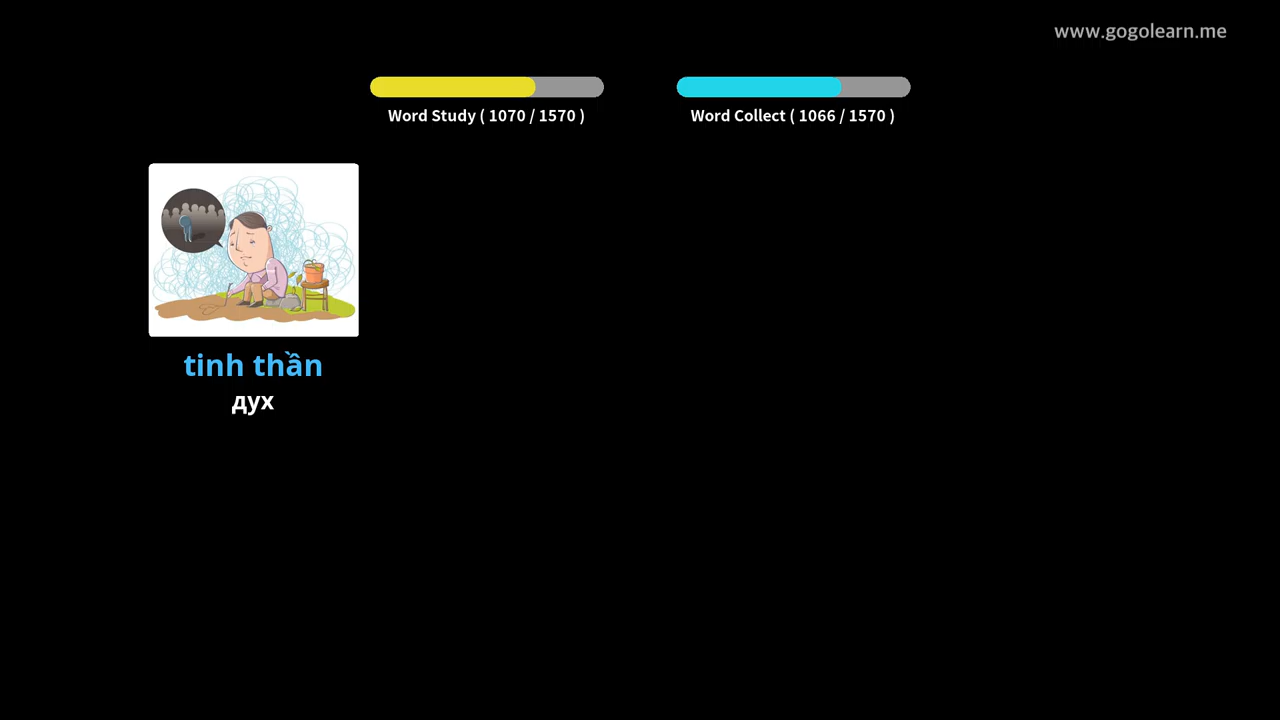 www.gogolearn.me
Word Study ( 1070 / 1570 )
Word Collect ( 1066 / 1570 )
tinh thần
дух